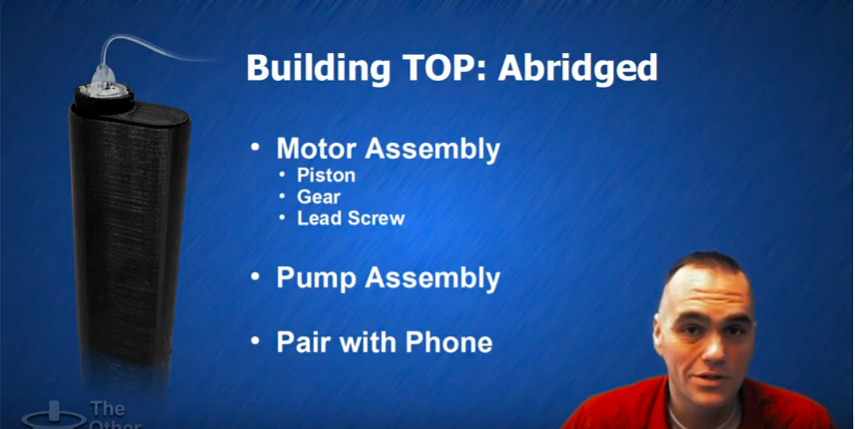 Building TOP: Abridged
• Motor Assembly
• Piston
• Gear
• Lead Screw
• Pump Assembly
• Pair with Phone
The
Other